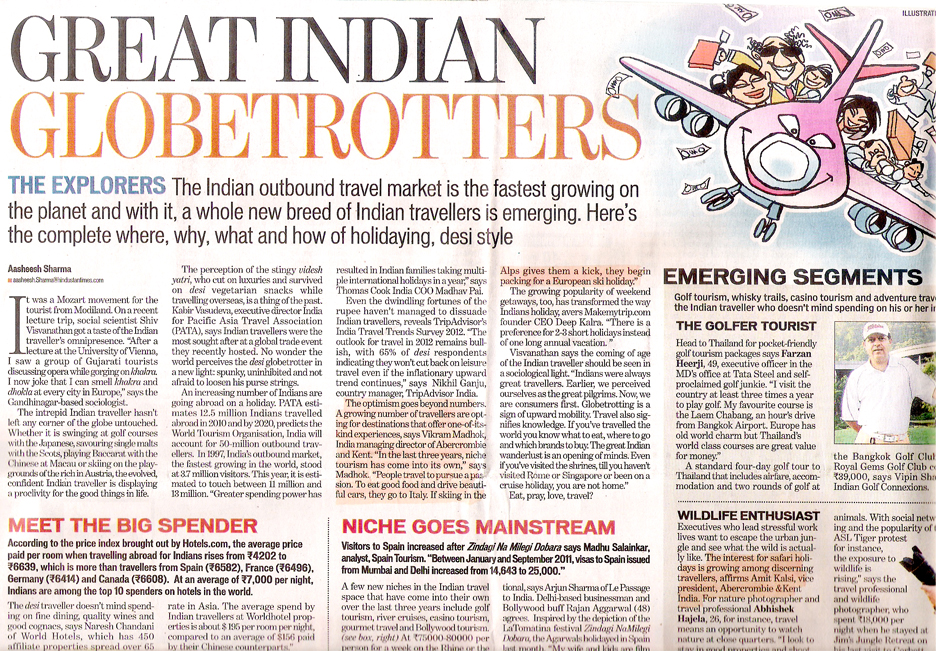 ILLUSTRATI
GREAT INDIAN
GLOBETROTTERS
THE EXPLORERS The Indian outbound travel market is the fastest growing on
the planet and with it, a whole new breed of Indian travellers is emerging. Here's
the complete where, why, what and how of holidaying, desi style
Aasheesh Sharma
aasheesh.Sharma@hindustantimes.com
It was a Mozart movement for the
tourist from Modiland. On a recent
lecture trip, social scientist Shiv
Visvanathan got a taste of the Indian
traveller's omnipresence. "After a
lecture at the University of Vienna,
I saw a group of Gujarati tourists
discussing opera while gorging on khakra.
I now joke that I can smell khakra and
dhokla at every city in Europe," says the
Gandhinagar-based sociologist.
The intrepid Indian traveller hasn't
left any corner of the globe untouched.
Whether it is swinging at golf courses
with the Japanese, savouring single malts
with the Scots, playing Baccarat with the
Chinese at Macau or skiing on the play-
grounds of the rich in Austria, the evolved,
confident Indian traveller is displaying
a proclivity for the good things in life.
The perception of the stingy videsh
yatri, who cut on luxuries and survived
on desi vegetarian snacks while
travelling overseas, is a thing of the past.
Kabir Vasudeva, executive director India
for Pacific Asia Travel Association
(PATA), says Indian travellers were the
most sought after at a global trade event
they recently hosted. No wonder the
world perceives the desi globetrotter in
a new light: spunky, uninhibited and not
afraid to loosen his purse strings.
An increasing number of Indians are
going abroad on a holiday. PATA esti-
mates 12.5 million Indians travelled
abroad in 2010 and by 2020, predicts the
World Tourism Organisation, India will
account for 50-million outbound trav-
ellers. In 1997, India's outbound market,
the fastest growing in the world, stood
at 3.7 million visitors. This year, it is esti-
mated to touch between 11 million and
13 million. "Greater spending power has
resulted in Indian families taking multi-
ple international holidays in a year," says
Thomas Cook India COO Madhav Pai.
Even the dwindling fortunes of the
rupee haven't managed to dissuade
Indian travellers, reveals TripAdvisor's
India Travel Trends Survey 2012. "The
outlook for travel in 2012 remains bull-
ish, with 65% of desi respondents
indicating they won't cut back on leisure
travel even if the inflationary upward
trend continues," says Nikhil Ganju,
country manager, TripAdvisor India.
The optimism goes beyond numbers.
A growing number of travellers are opt-
ing for destinations that offer one-of-its-
kind experiences, says Vikram Madhok,
India managing director of Abercrombie
and Kent. "In the last three years, niche
tourism has come into its own," says
Madhok. "People travel to pursue a pas-
sion. To eat good food and drive beauti-
ful cars, they go to Italy. If skiing in the
Alps gives them a kick, they begin
packing for a European ski holiday."
The growing popularity of weekend
getaways, too, has transformed the way
Indians holiday, avers Makemytrip.com
founder CEO Deep Kalra. "There is a
preference for 2-3 short holidays instead
of one long annual vacation."
Visvanathan says the coming of age
of the Indian traveller should be seen in
a sociological light. "Indians were always
great travellers. Earlier, we perceived
ourselves as the great pilgrims. Now, we
are consumers first. Globetrotting is a
sign of upward mobility. Travel also sig-
nifies knowledge. If you've travelled the
world you know what to eat, where to go
and which brands to buy. The great Indian
wanderlust is an opening of minds. Even
if you've visited the shrines, till you haven't
visited Rome or Singapore or been on a
cruise holiday, you are not home."
Eat, pray, love, travel?
EMERGING SEGMENTS
Golf tourism, whisky trails, casino tourism and adventure trav
the Indian traveller who doesn't mind spending on his or her i
THE GOLFER TOURIST
Head to Thailand for pocket-friendly
golf tourism packages says Farzan
Heerji, 49, executive officer in the
MD's office at Tata Steel and self-
proclaimed golf junkie. "I visit the
country at least three times a year
to play golf. My favourite course is
the Laem Chabang, an hour's drive
from Bangkok Airport. Europe has
old world charm but Thailand's
world class courses are great value
for money."
A standard four-day golf tour to
Thailand that includes airfare, accom-
modation and two rounds of golf at
the Bangkok Golf Clu
Royal Gems Golf Cl
₹39,000, says Vipin Sha
Indian Golf Connexions.
WILDLIFE ENTHUSIAST
Executives who lead stressful work
lives want to escape the urban jun-
gle and see what the wild is actual-
ly like. The interest for safari holi-
days is growing among discerning
travellers, affirms Amit Kalsi, vice
president, Abercrombie & Kent
India. For nature photographer and
travel professional Abhishek
Hajela, 26, for instance, travel
means an opportunity to watch
nature at close quarters. "I look to
stay in good properties and shoot
animals. With social netw
ing and the popularity of t
ASL Tiger protest
for instance,
the exposure to
wildlife is
rising," says the
travel professional
and wildlife
photographer, who
spent ₹18,000 per
night when he stayed at
Jim's Jungle Retreat on
MEET THE BIG SPENDER
According to the price index brought out by Hotels.com, the average price
paid per room when travelling abroad for Indians rises from ₹4202 to
₹6639, which is more than travellers from Spain (₹6582), France (₹6496),
Germany (₹6414) and Canada (₹6608). At an average of ₹7,000 per night,
Indians are among the top 10 spenders on hotels in the world.
The desi traveller doesn't mind spend-
ing on fine dining, quality wines and
good cognacs, says Naresh Chandani
of World Hotels, which has 450
affiliate properties spread over 65
rate in Asia. The average spend by
Indian travellers at Worldhotel prop-
erties is about $195 per room per night,
compared to an average of $156 paid
by their Chinese counterparts."
NICHE GOES MAINSTREAM
Visitors to Spain increased after Zindagi Na Milegi Dobara says Madhu Salainkar,
analyst, Spain Tourism. "Between January and September 2011, visas to Spain issued
from Mumbai and Delhi increased from 14,643 to 25,000."
A few new niches in the Indian travel
space that have come into their own
over the last three years include golf
tourism, river cruises, casino tourism,
gourmet travel and Bollywood tourism.
(see box, right) At ₹75000-80000 per
person for a week on the Rhine or the
tional, says Arjun Sharma of Le Passage
to India. Delhi-based businessman and
Bollywood buff Rajan Aggarwal (48)
agrees. Inspired by the depiction of the
La Tomatina festival Zindagi Na Milegi
Dobara, the Agarwals holidayed in Spain
last month. "My wife and kids are film